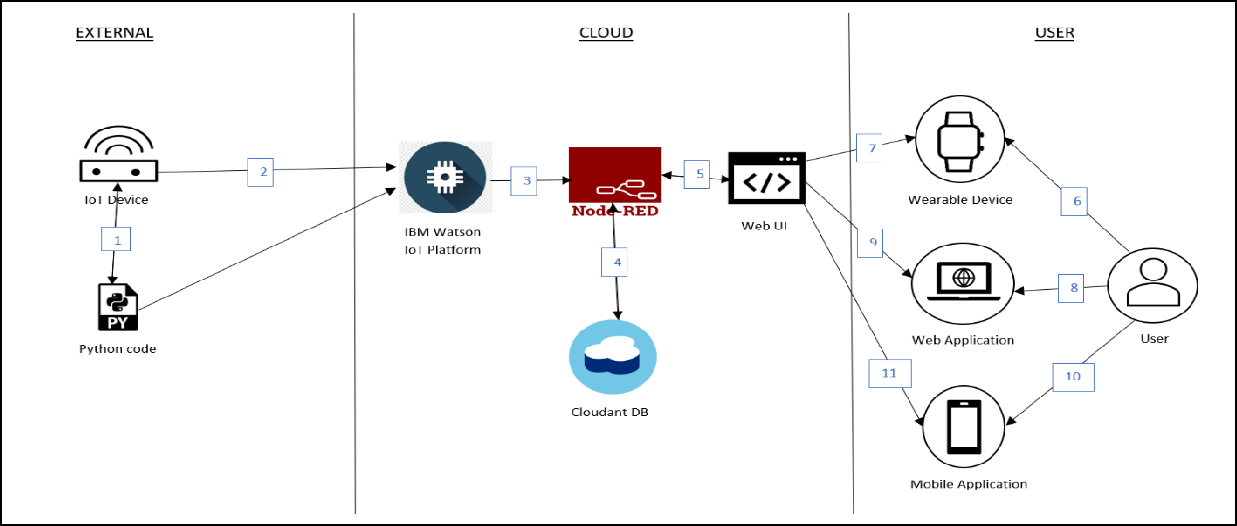 EXTERNAL
CLOUD
USER
2
IoT Device
1
PY
Python code
IBM Watson
IoT Platform
3
Node-RED
4
Cloudant DB
5
Web UI
7
Wearable Device
6
9
Web Application
8
User
11
10
Mobile Application